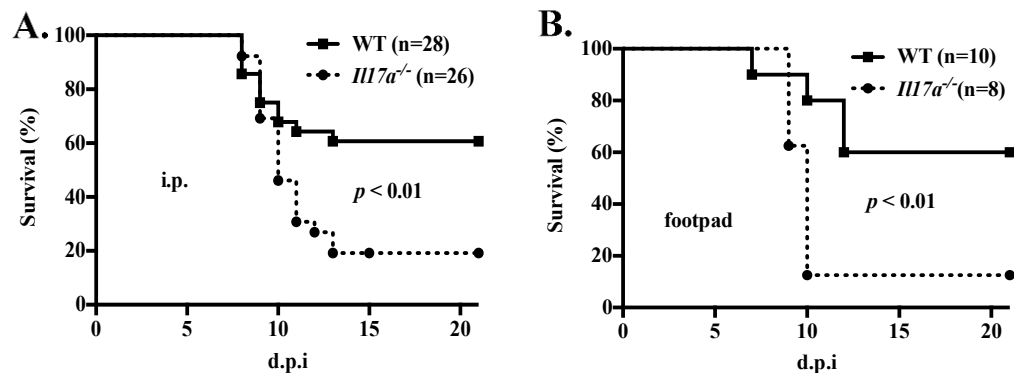 A.
100
80
60
40
20
0
Survival (%)
WT (n=28)
Il17a-/- (n=26)
i.p.
p < 0.01
0 5 10 15 20
d.p.i
B.
100
80
60
40
20
0
Survival (%)
WT (n=10)
Il17a-/-(n=8)
footpad
p < 0.01
0 5 10 15 20
d.p.i